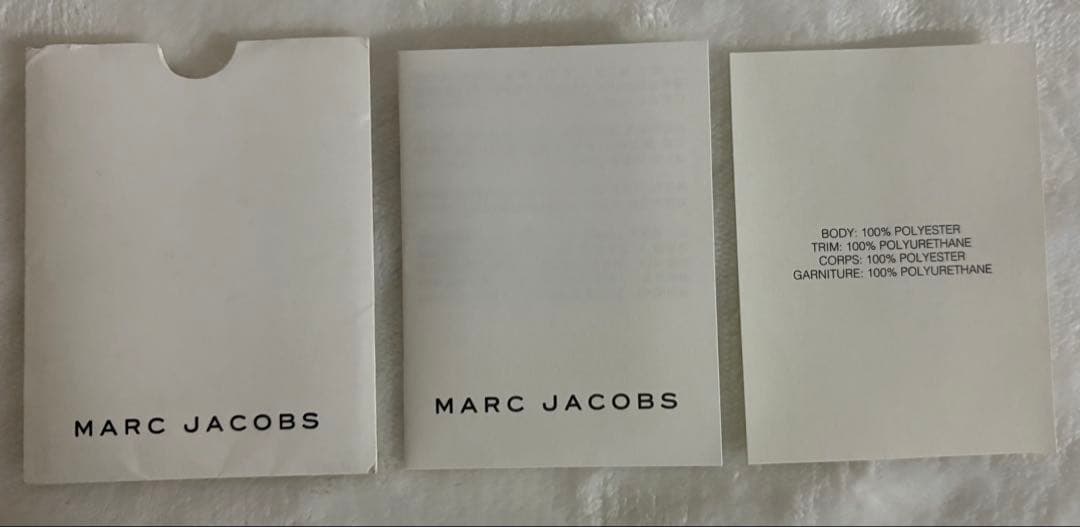 MARC JACOBS
MARC JACOBS
BODY: 100% POLYESTER
TRIM: 100% POLYURETHANE
CORPS: 100% POLYESTER
GARNITURE: 100% POLYURETHANE